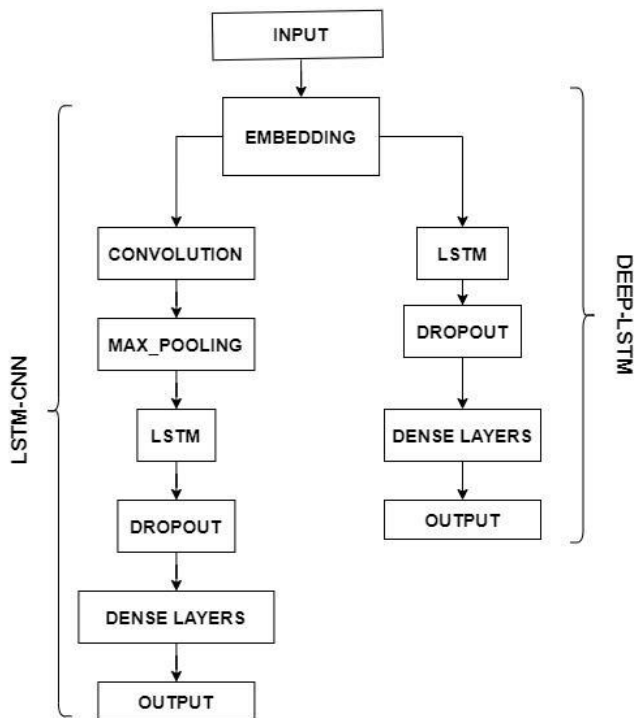 INPUT
EMBEDDING
CONVOLUTION
MAX_POOLING
LSTM
DROPOUT
DENSE LAYERS
OUTPUT
LSTM-CNN
LSTM
DROPOUT
DENSE LAYERS
OUTPUT
DEEP-LSTM